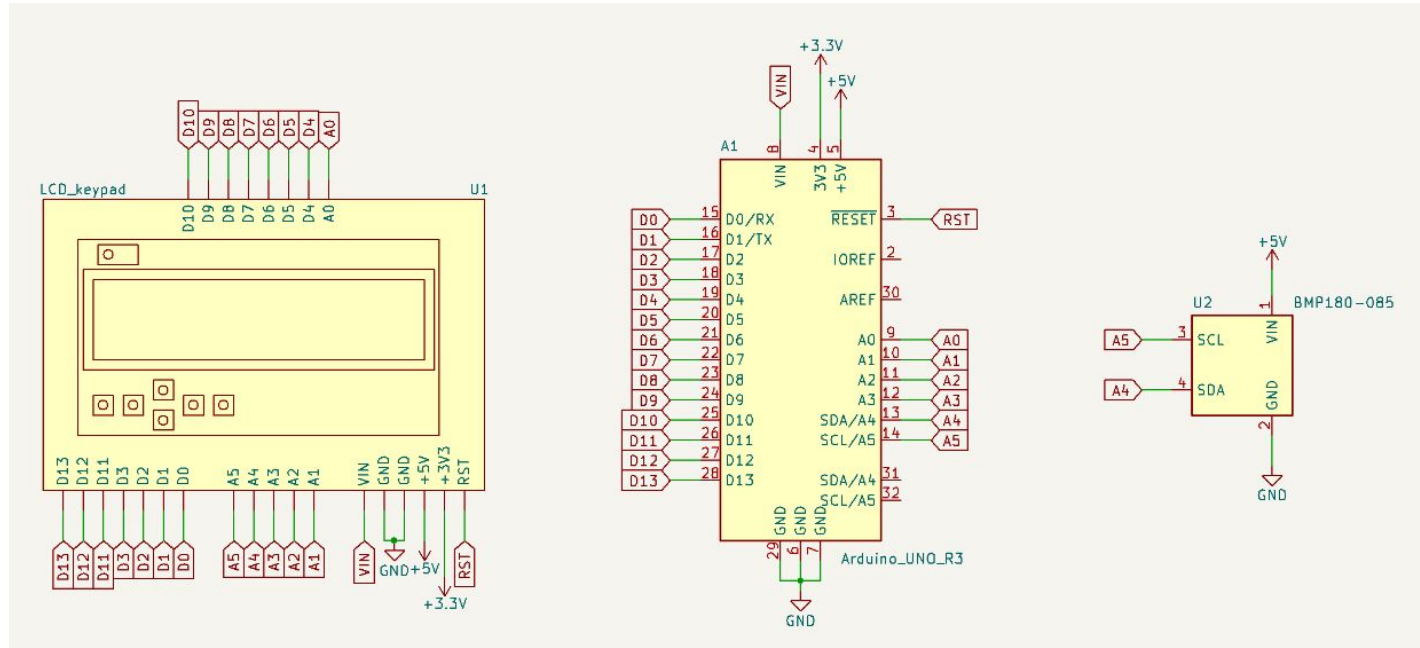 D10 D9 D8 D7 D6 D5 D4 A0
LCD_keypad U1
D10 D9 D8 D7 D6 D5 D4 A0
D13 D12 D11 D3 D2 D1 D0 A5 A4 A3 A2 A1 VIN GND GND +5V +3V3 RST
D13 D12 D11 D3 D2 D1 D0 A5 A4 A3 A2 A1 VIN GND +5V RST
+3.3V
+3.3V
VIN +5V
A1 8 4 5
VIN 3V3 +5V
D0 15 D0/RX RESET 3 RST
D1 16 D1/TX
D2 17 D2 IOREF 2
D3 18 D3
D4 19 D4 AREF 30
D5 20 D5
D6 21 D6 A0 9 A0
D7 22 D7 A1 10 A1
D8 23 D8 A2 11 A2
D9 24 D9 A3 12 A3
D10 25 D10 SDA/A4 13 A4
D11 26 D11 SCL/A5 14 A5
D12 27 D12
D13 28 D13 SDA/A4 31
SCL/A5 32
GND GND GND
29 6 7 Arduino_UNO_R3
GND
+5V
U2 1 BMP180-085
A5 3 SCL VIN
A4 4 SDA GND
2
GND